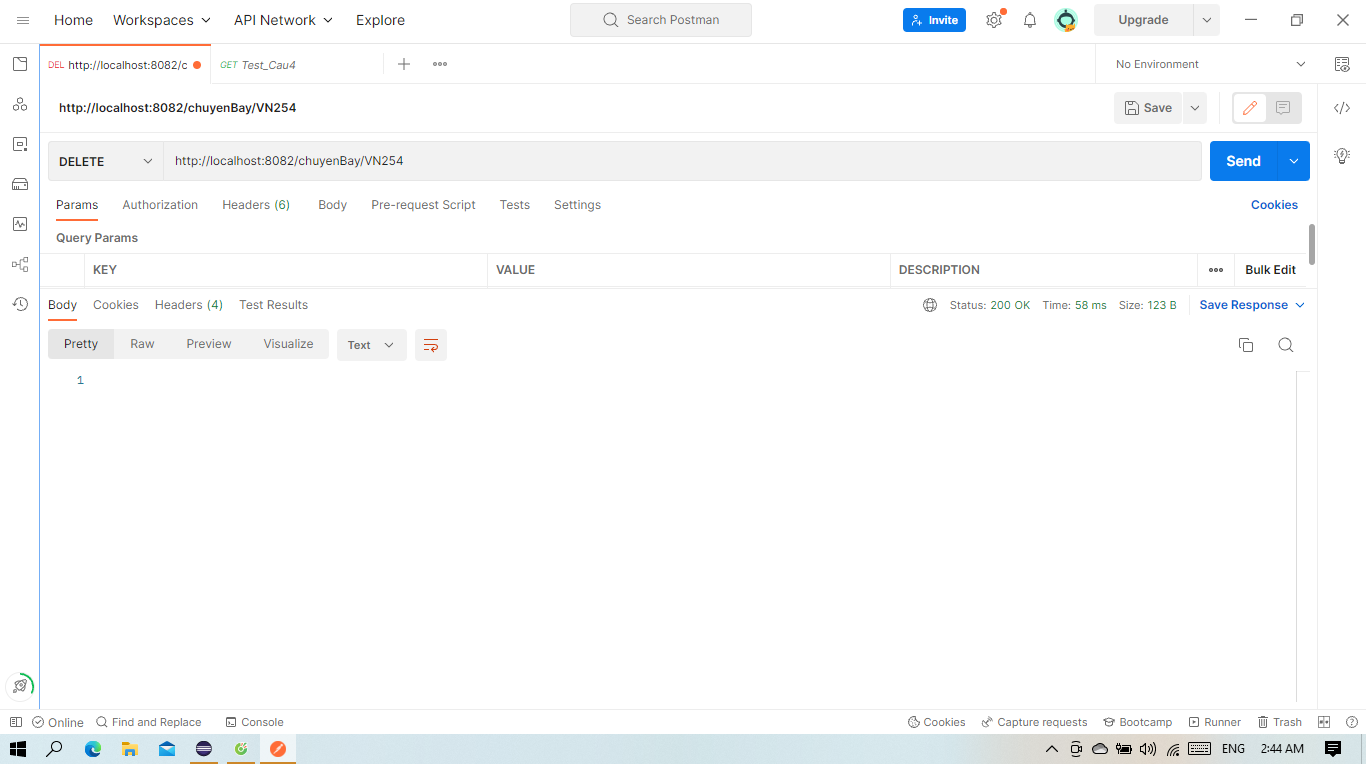 Home Workspaces API Network Explore Search Postman Invite Upgrade
DEL http://localhost:8082/c GET Test_Cau4 No Environment
http://localhost:8082/chuyenBay/VN254 Save
DELETE http://localhost:8082/chuyenBay/VN254 Send
Params Authorization Headers (6) Body Pre-request Script Tests Settings Cookies
Query Params
KEY VALUE DESCRIPTION Bulk Edit
Body Cookies Headers (4) Test Results Status: 200 OK Time: 58 ms Size: 123 B Save Response
Pretty Raw Preview Visualize Text
1
Online Find and Replace Console Cookies Capture requests Bootcamp Runner Trash
ENG 2:44 AM